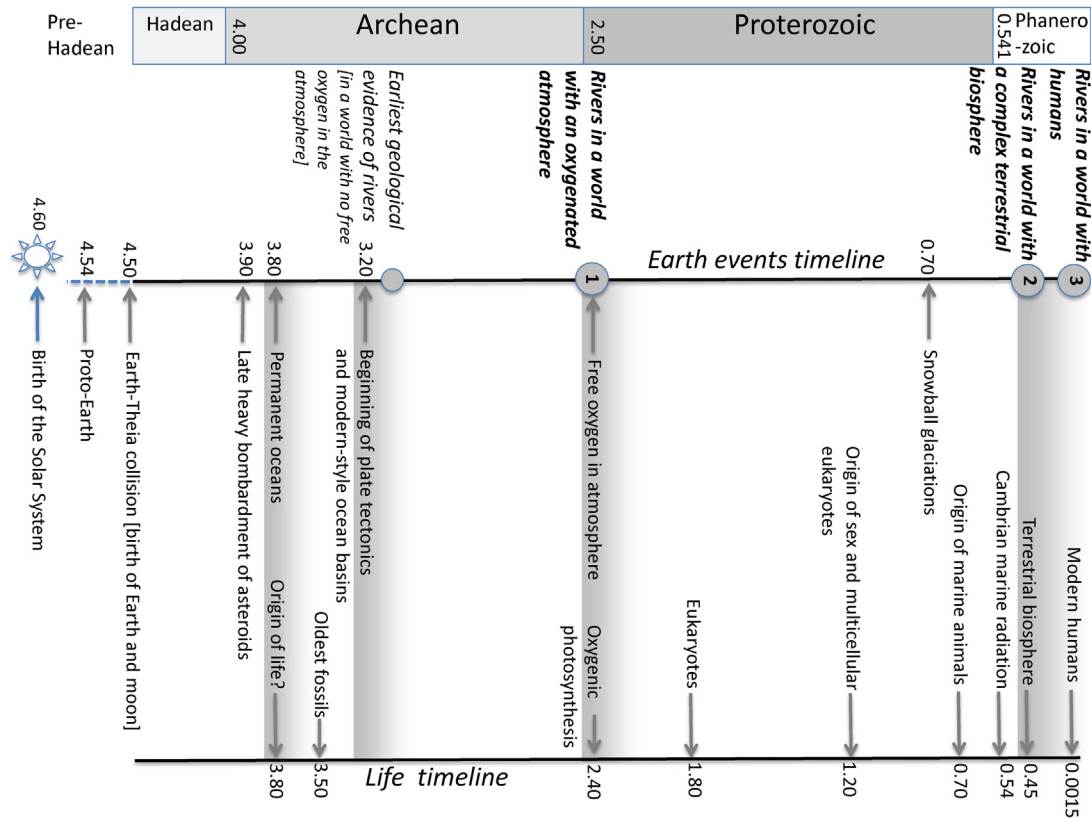 Pre-
Hadean
Hadean
4.00
Archean
2.50
Proterozoic
0.541
Phanero
-zoic
Earliest geological
evidence of rivers
[in a world with no free
oxygen in the
atmosphere]
Rivers in a world
with an oxygenated
atmosphere
Rivers in a world with
a complex terrestrial
biosphere
Rivers in a world with
humans
Earth events timeline
4.60
4.54
4.50
3.90
3.80
3.20
1
0.70
2
3
Birth of the Solar System
Proto-Earth
Earth-Theia collision [birth of Earth and moon]
Late heavy bombardment of asteroids
Permanent oceans
Beginning of plate tectonics
and modern-style ocean basins
Free oxygen in atmosphere
Snowball glaciations
Origin of life?
Oldest fossils
Oxygenic
photosynthesis
Eukaryotes
Origin of sex and multicellular
eukaryotes
Origin of marine animals
Cambrian marine radiation
Terrestrial biosphere
Modern humans
3.80
3.50
2.40
1.80
1.20
0.70
0.54
0.45
0.0015
Life timeline